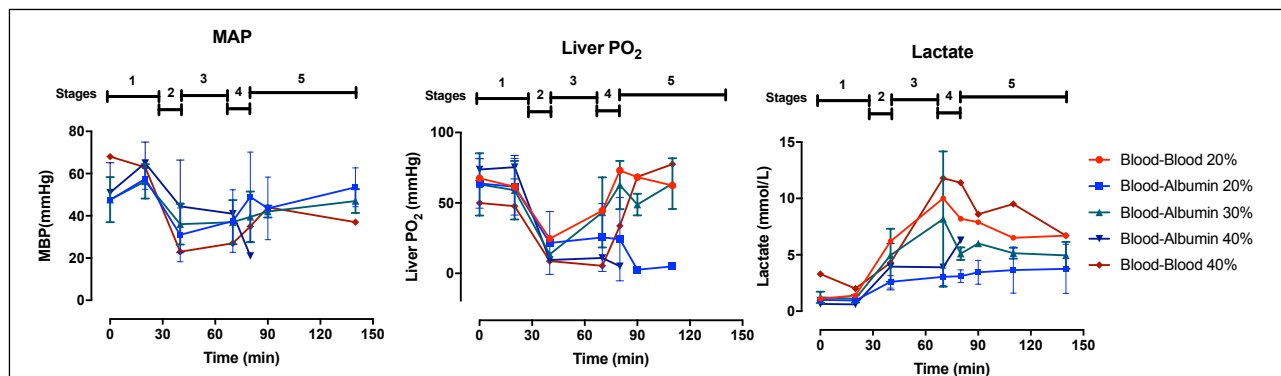 MAP
Stages
1
2
3
4
5
MBP(mmHg)
80
60
40
20
0
0 30 60 90 120 150
Time (min)
Liver PO2
Stages
1
2
3
4
5
Liver PO2 (mmHg)
100
50
0
0 30 60 90 120 150
Time (min)
Lactate
Stages
1
2
3
4
5
Lactate (mmol/L)
15
10
5
0
0 30 60 90 120 150
Time (min)
Blood-Blood 20%
Blood-Albumin 20%
Blood-Albumin 30%
Blood-Albumin 40%
Blood-Blood 40%